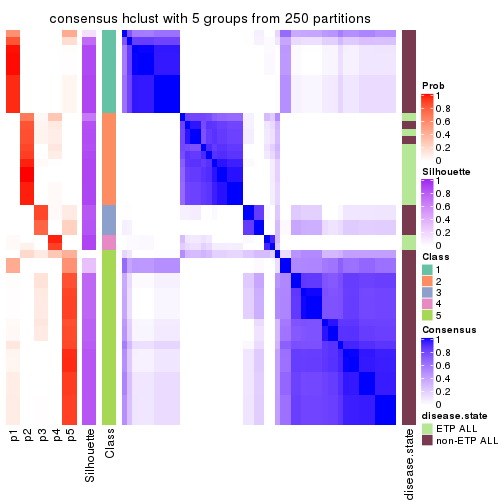 consensus hclust with 5 groups from 250 partitions
Prob
1
0.8
0.6
0.4
0.2
0
Silhouette
1
0.8
0.6
0.4
0.2
0
Class
1
2
3
4
5
Consensus
1
0.8
0.6
0.4
0.2
0
disease.state
ETP ALL
non-ETP ALL
p1
p2
p3
p4
p5
Silhouette
Class
disease.state